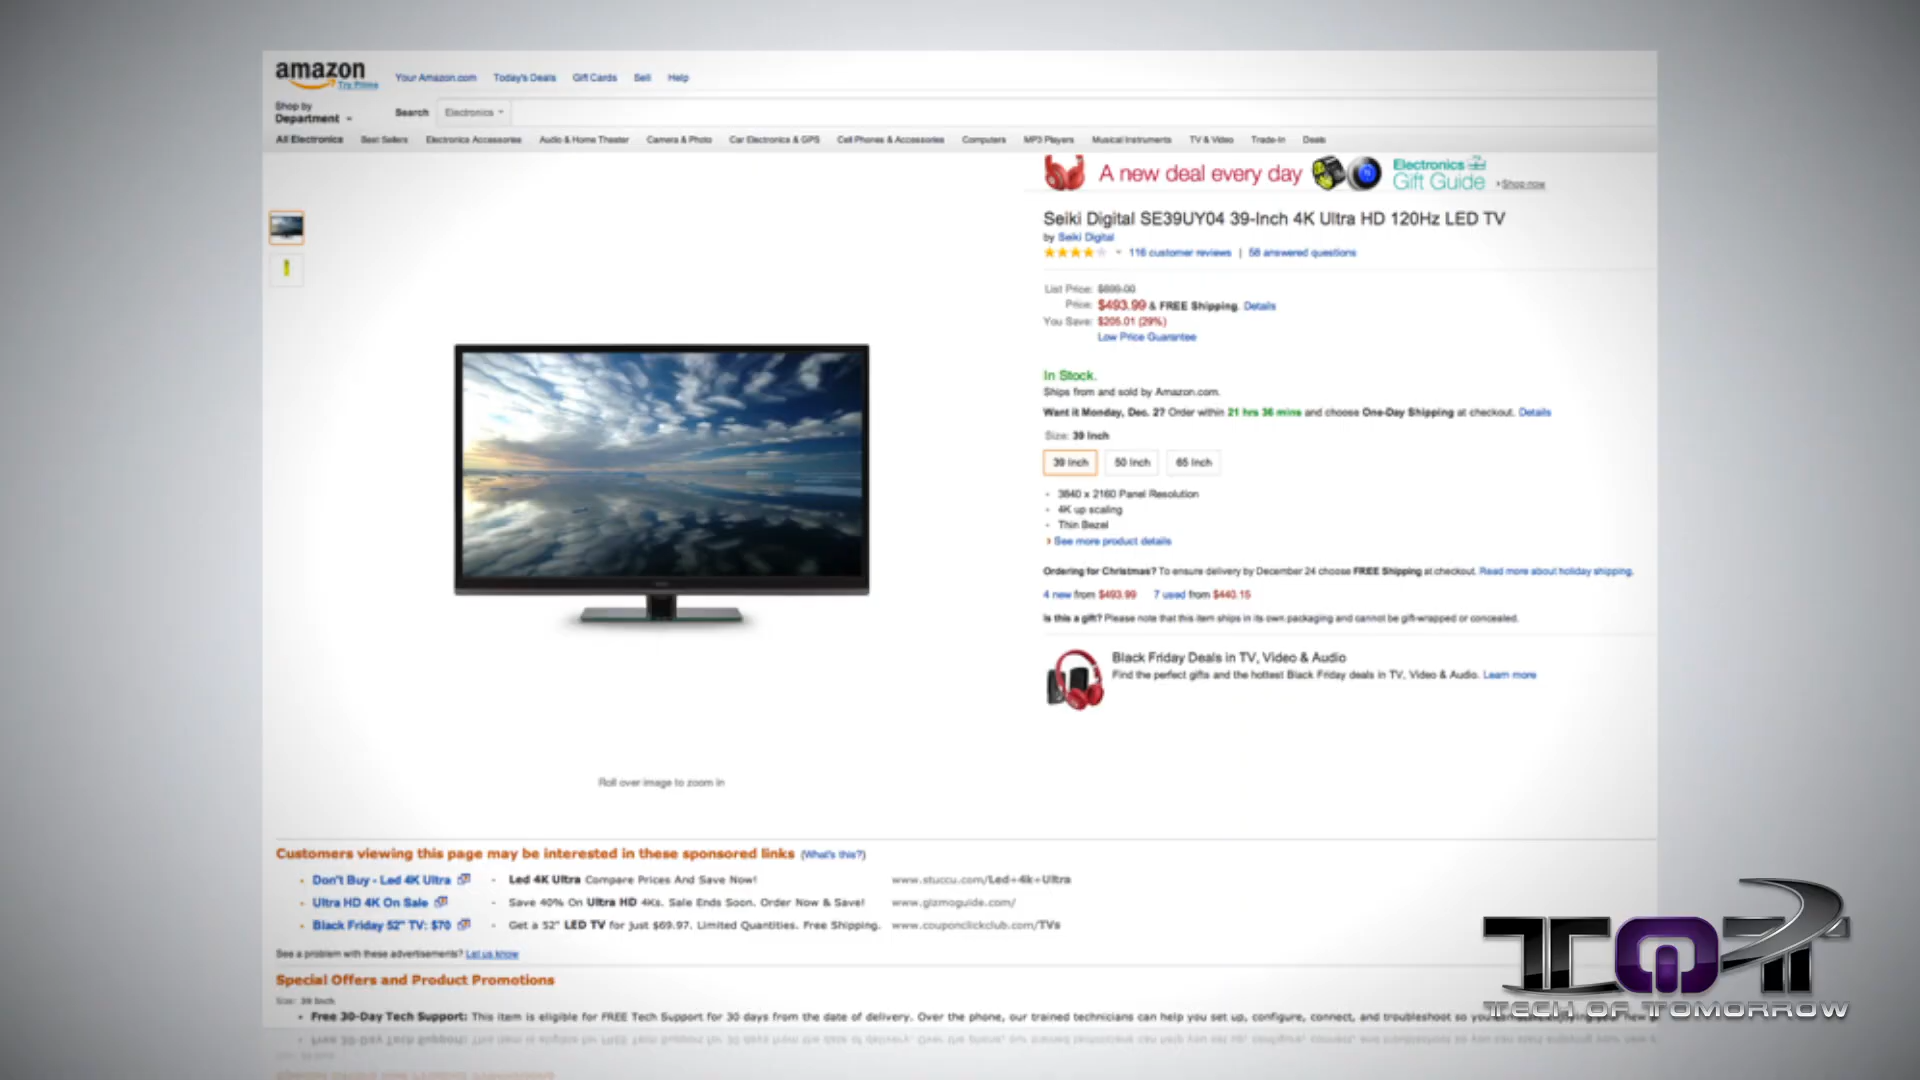 amazon
Try Prime
Your Amazon.com Today's Deals Gift Cards Sell Help
Shop by
Department
Search Electronics
All Electronics Best Sellers Electronics Accessories Audio & Home Theater Camera & Photo Car Electronics & GPS Cell Phones & Accessories Computers MP3 Players Musical Instruments TV & Video Trade-In Deals
A new deal every day
Electronics
Gift Guide
Shop now
Seiki Digital SE39UY04 39-Inch 4K Ultra HD 120Hz LED TV
by Seiki Digital
116 customer reviews | 58 answered questions
List Price: $699.00
Price: $493.99 & FREE Shipping. Details
You Save: $205.01 (29%)
Low Price Guarantee
In Stock.
Ships from and sold by Amazon.com.
Want it Monday, Dec. 2? Order within 21 hrs 36 mins and choose One-Day Shipping at checkout. Details
Size: 39 Inch
39 Inch 50 Inch 65 Inch
3840 x 2160 Panel Resolution
4K up scaling
Thin Bezel
See more product details
Ordering for Christmas? To ensure delivery by December 24 choose FREE Shipping at checkout. Read more about holiday shipping.
4 new from $493.99 7 used from $440.15
Is this a gift? Please note that this item ships in its own packaging and cannot be gift-wrapped or concealed.
Black Friday Deals in TV, Video & Audio
Find the perfect gifts and the hottest Black Friday deals in TV, Video & Audio. Learn more
Roll over image to zoom in
Customers viewing this page may be interested in these sponsored links (What's this?)
Don't Buy - Led 4K Ultra - Led 4K Ultra Compare Prices And Save Now! www.stuccu.com/Led+4k+Ultra
Ultra HD 4K On Sale - Save 40% On Ultra HD 4Ks. Sale Ends Soon. Order Now & Save! www.gizmoguide.com/
Black Friday 52" TV: $70 - Get a 52" LED TV for just $69.97. Limited Quantities. Free Shipping. www.couponclickclub.com/TVs
See a problem with these advertisements? Let us know
Special Offers and Product Promotions
Size: 39 Inch
Free 30-Day Tech Support: This item is eligible for FREE Tech Support for 30 days from the date of delivery. Over the phone, our trained technicians can help you set up, configure, connect, and troubleshoot so you
TOT
TECH OF TOMORROW